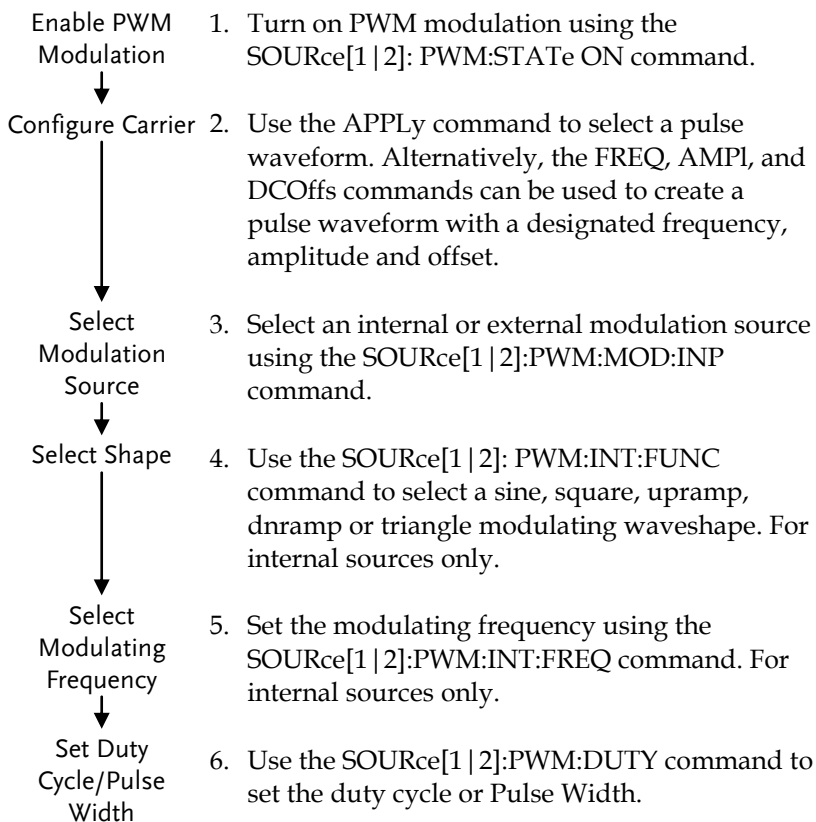 Enable PWM
Modulation
1. Turn on PWM modulation using the
SOURce[1|2]: PWM:STATe ON command.
Configure Carrier
2. Use the APPLy command to select a pulse
waveform. Alternatively, the FREQ, AMPl, and
DCOffs commands can be used to create a
pulse waveform with a designated frequency,
amplitude and offset.
Select
Modulation
Source
3. Select an internal or external modulation source
using the SOURce[1|2]:PWM:MOD:INP
command.
Select Shape
4. Use the SOURce[1|2]: PWM:INT:FUNC
command to select a sine, square, upramp,
dnramp or triangle modulating waveshape. For
internal sources only.
Select
Modulating
Frequency
5. Set the modulating frequency using the
SOURce[1|2]:PWM:INT:FREQ command. For
internal sources only.
Set Duty
Cycle/Pulse
Width
6. Use the SOURce[1|2]:PWM:DUTY command to
set the duty cycle or Pulse Width.